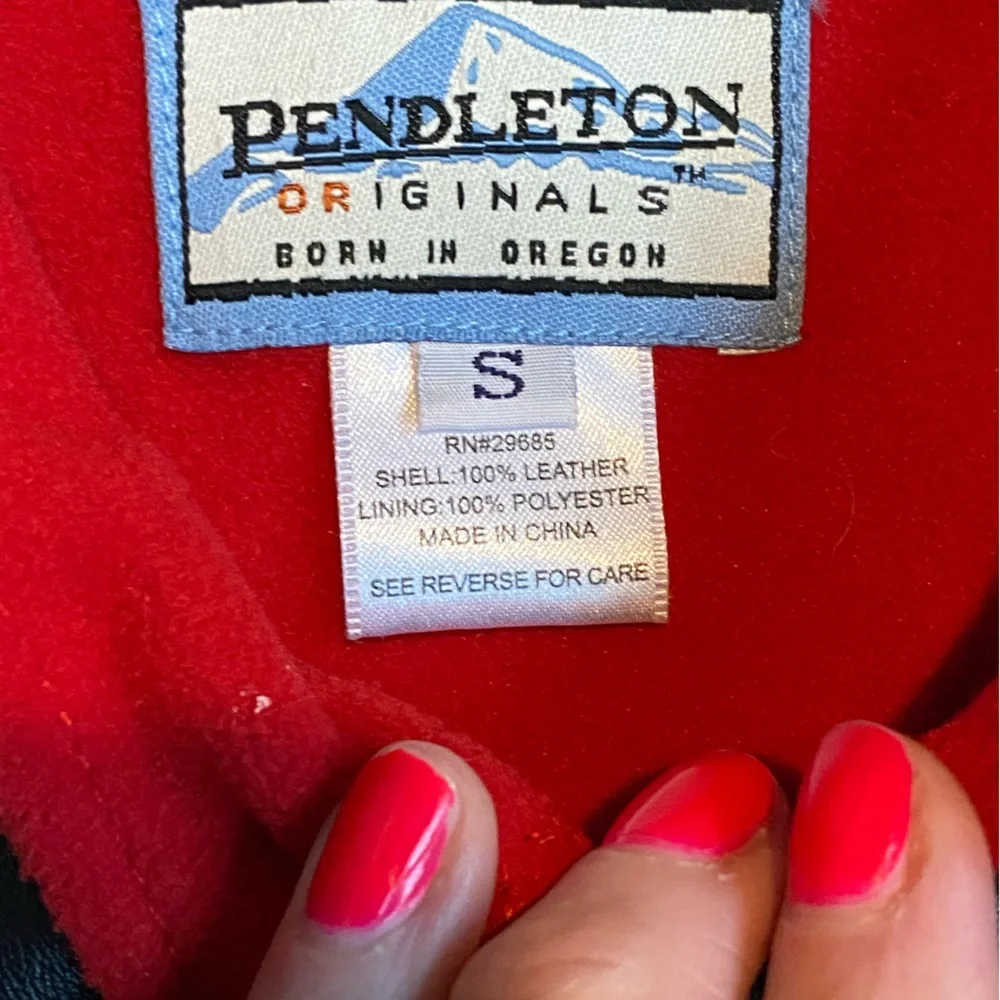 PENDLETON
ORIGINALS™
BORN IN OREGON
S
RN#29685
SHELL:100% LEATHER
LINING:100% POLYESTER
MADE IN CHINA
SEE REVERSE FOR CARE